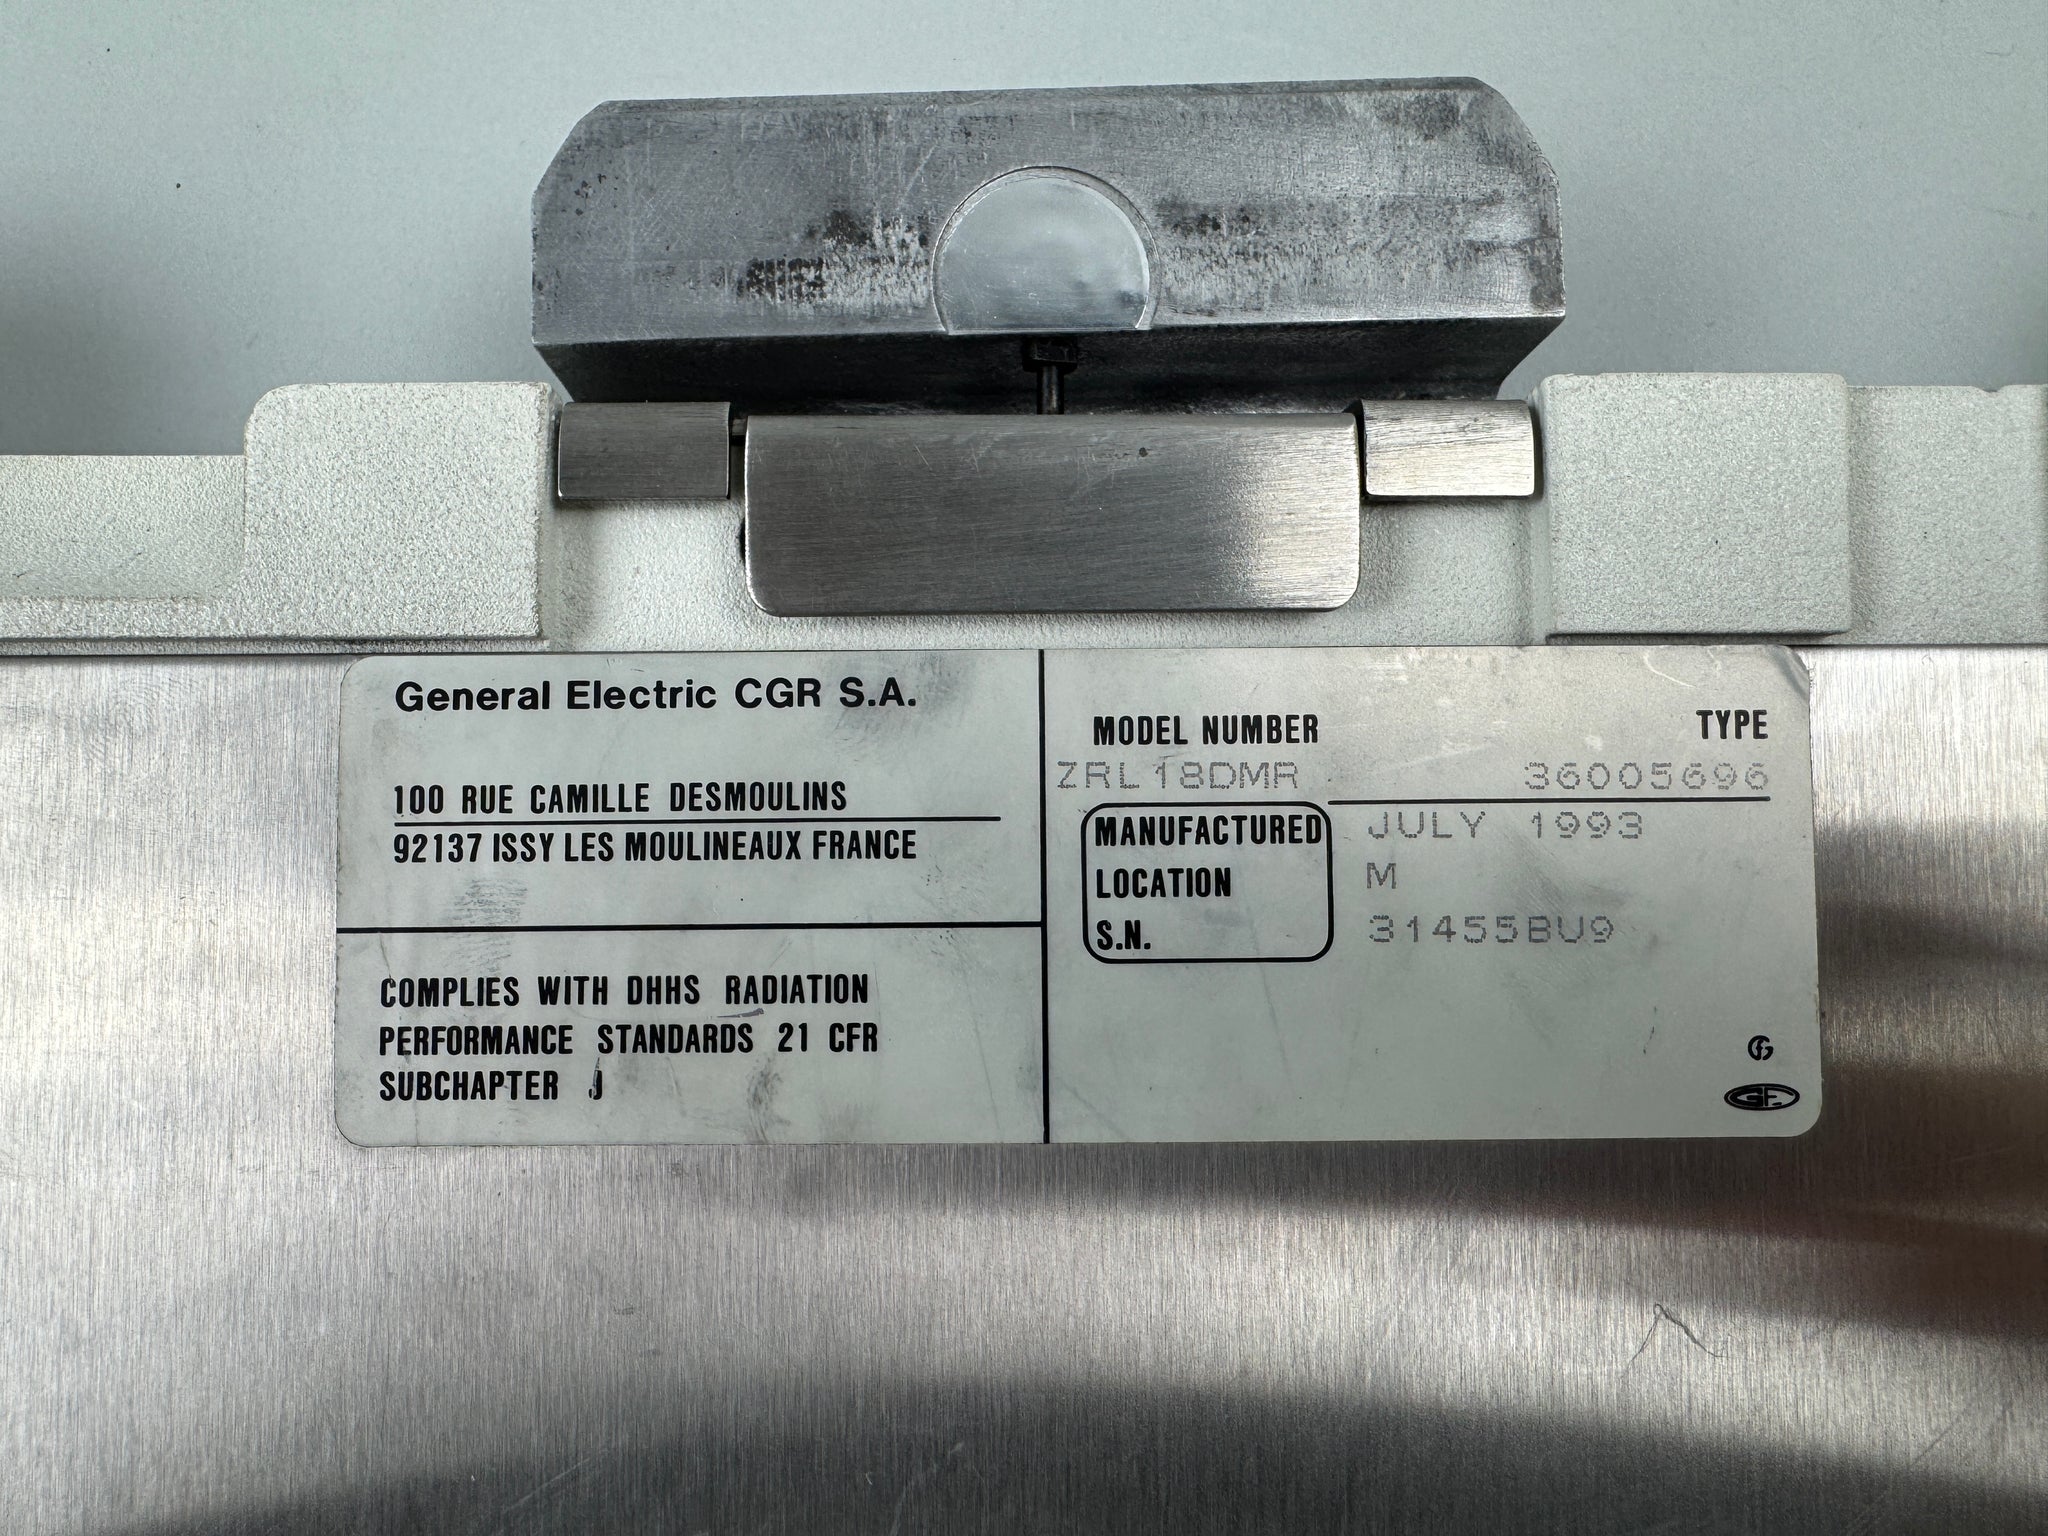 General Electric CGR S.A.
100 RUE CAMILLE DESMOULINS
92137 ISSY LES MOULINEAUX FRANCE
COMPLIES WITH DHHS RADIATION
PERFORMANCE STANDARDS 21 CFR
SUBCHAPTER J
MODEL NUMBER TYPE
ZRL18DMR 36005696
MANUFACTURED JULY 1993
LOCATION M
S.N. 31455BU9
GF